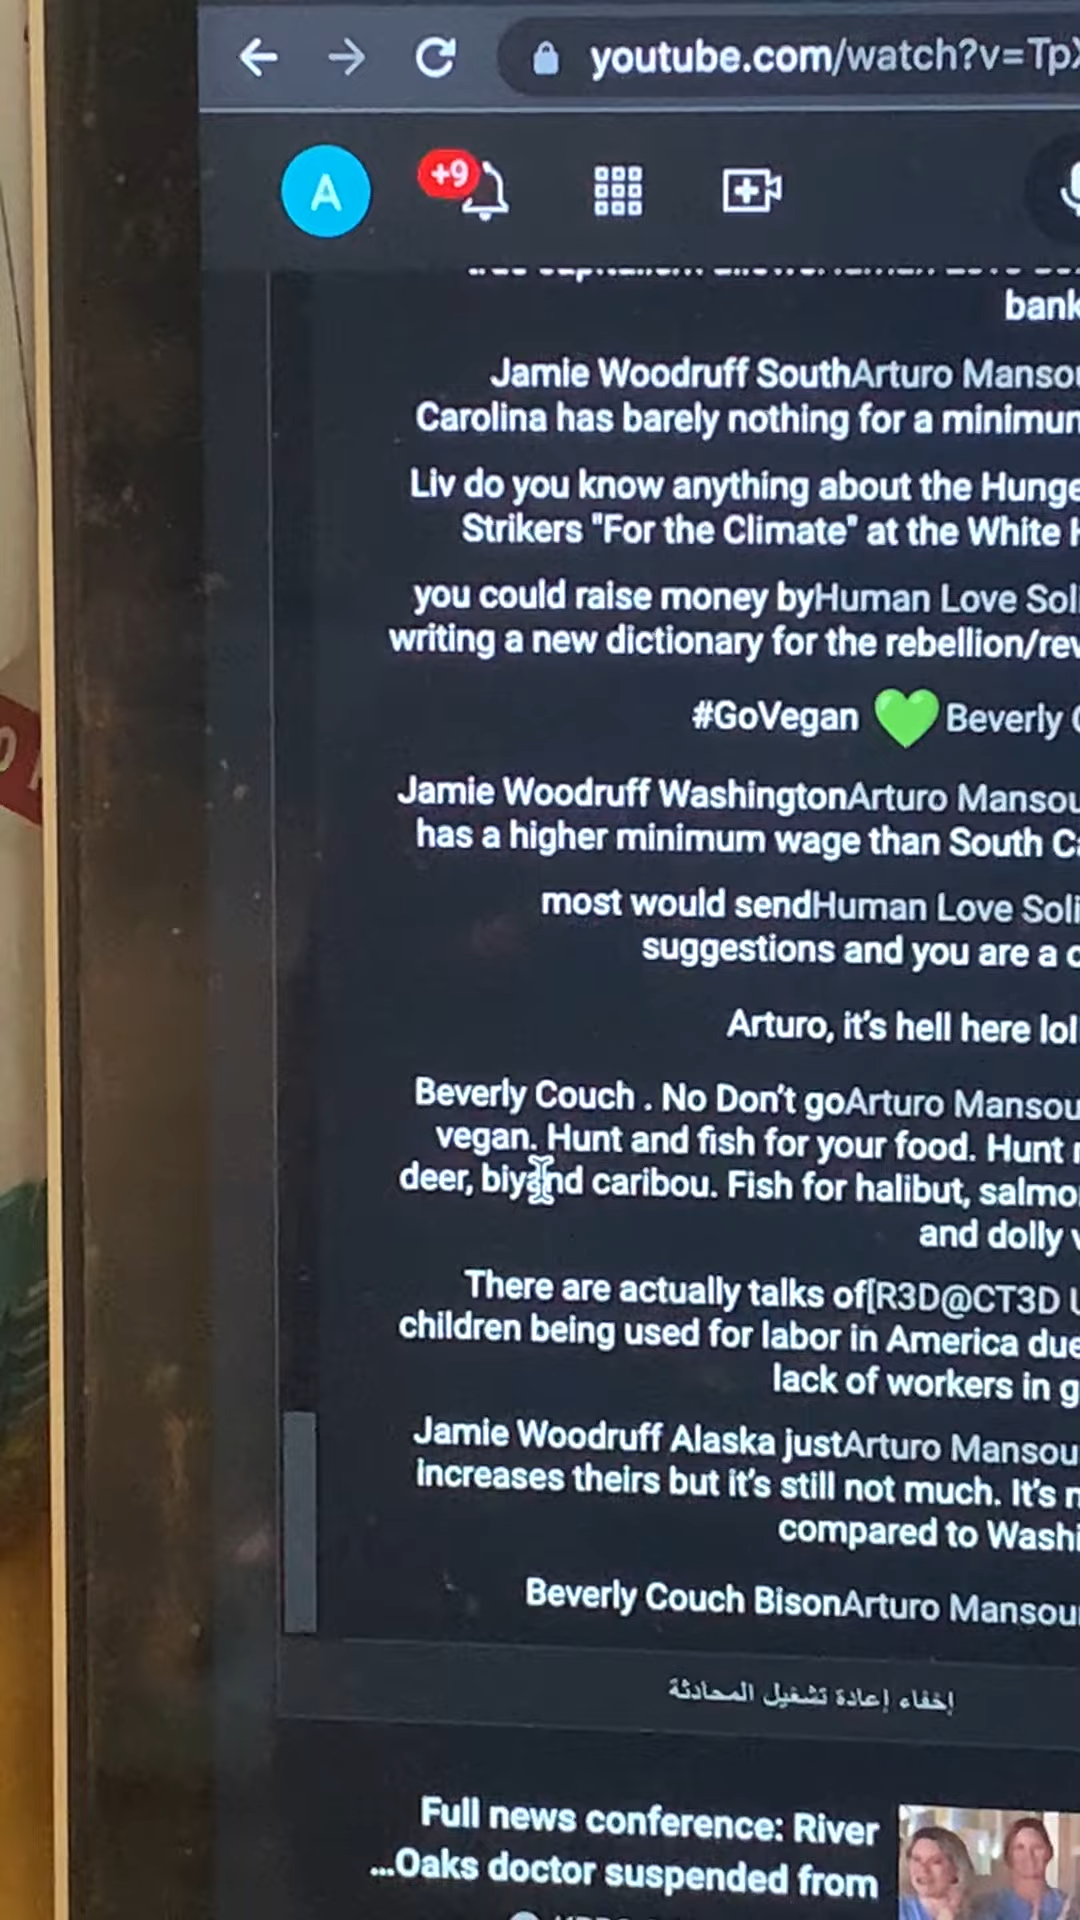 youtube.com/watch?v=Tp
A
+9
bank
Jamie Woodruff SouthArturo Manso
Carolina has barely nothing for a minimum
Liv do you know anything about the Hunge
Strikers "For the Climate" at the White H
you could raise money byHuman Love Soli
writing a new dictionary for the rebellion/rev
#GoVegan 💚 Beverly C
Jamie Woodruff WashingtonArturo Mansou
has a higher minimum wage than South Ca
most would sendHuman Love Soli
suggestions and you are a c
Arturo, it's hell here lol
Beverly Couch . No Don't goArturo Mansou
vegan. Hunt and fish for your food. Hunt
deer, and caribou. Fish for halibut, salmo
and dolly v
There are actually talks of[R3D@CT3D U
children being used for labor in America due
lack of workers in g
Jamie Woodruff Alaska justArturo Mansou
increases theirs but it's still not much. It's
compared to Washi
Beverly Couch BisonArturo Mansou
إخفاء إعادة تشغيل المحادثة
Full news conference: River
...Oaks doctor suspended from